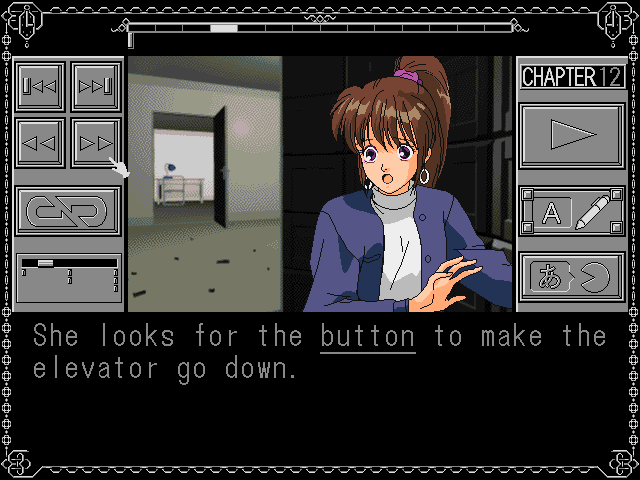 CHAPTER 12
A
あ
She looks for the button to make the
elevator go down.